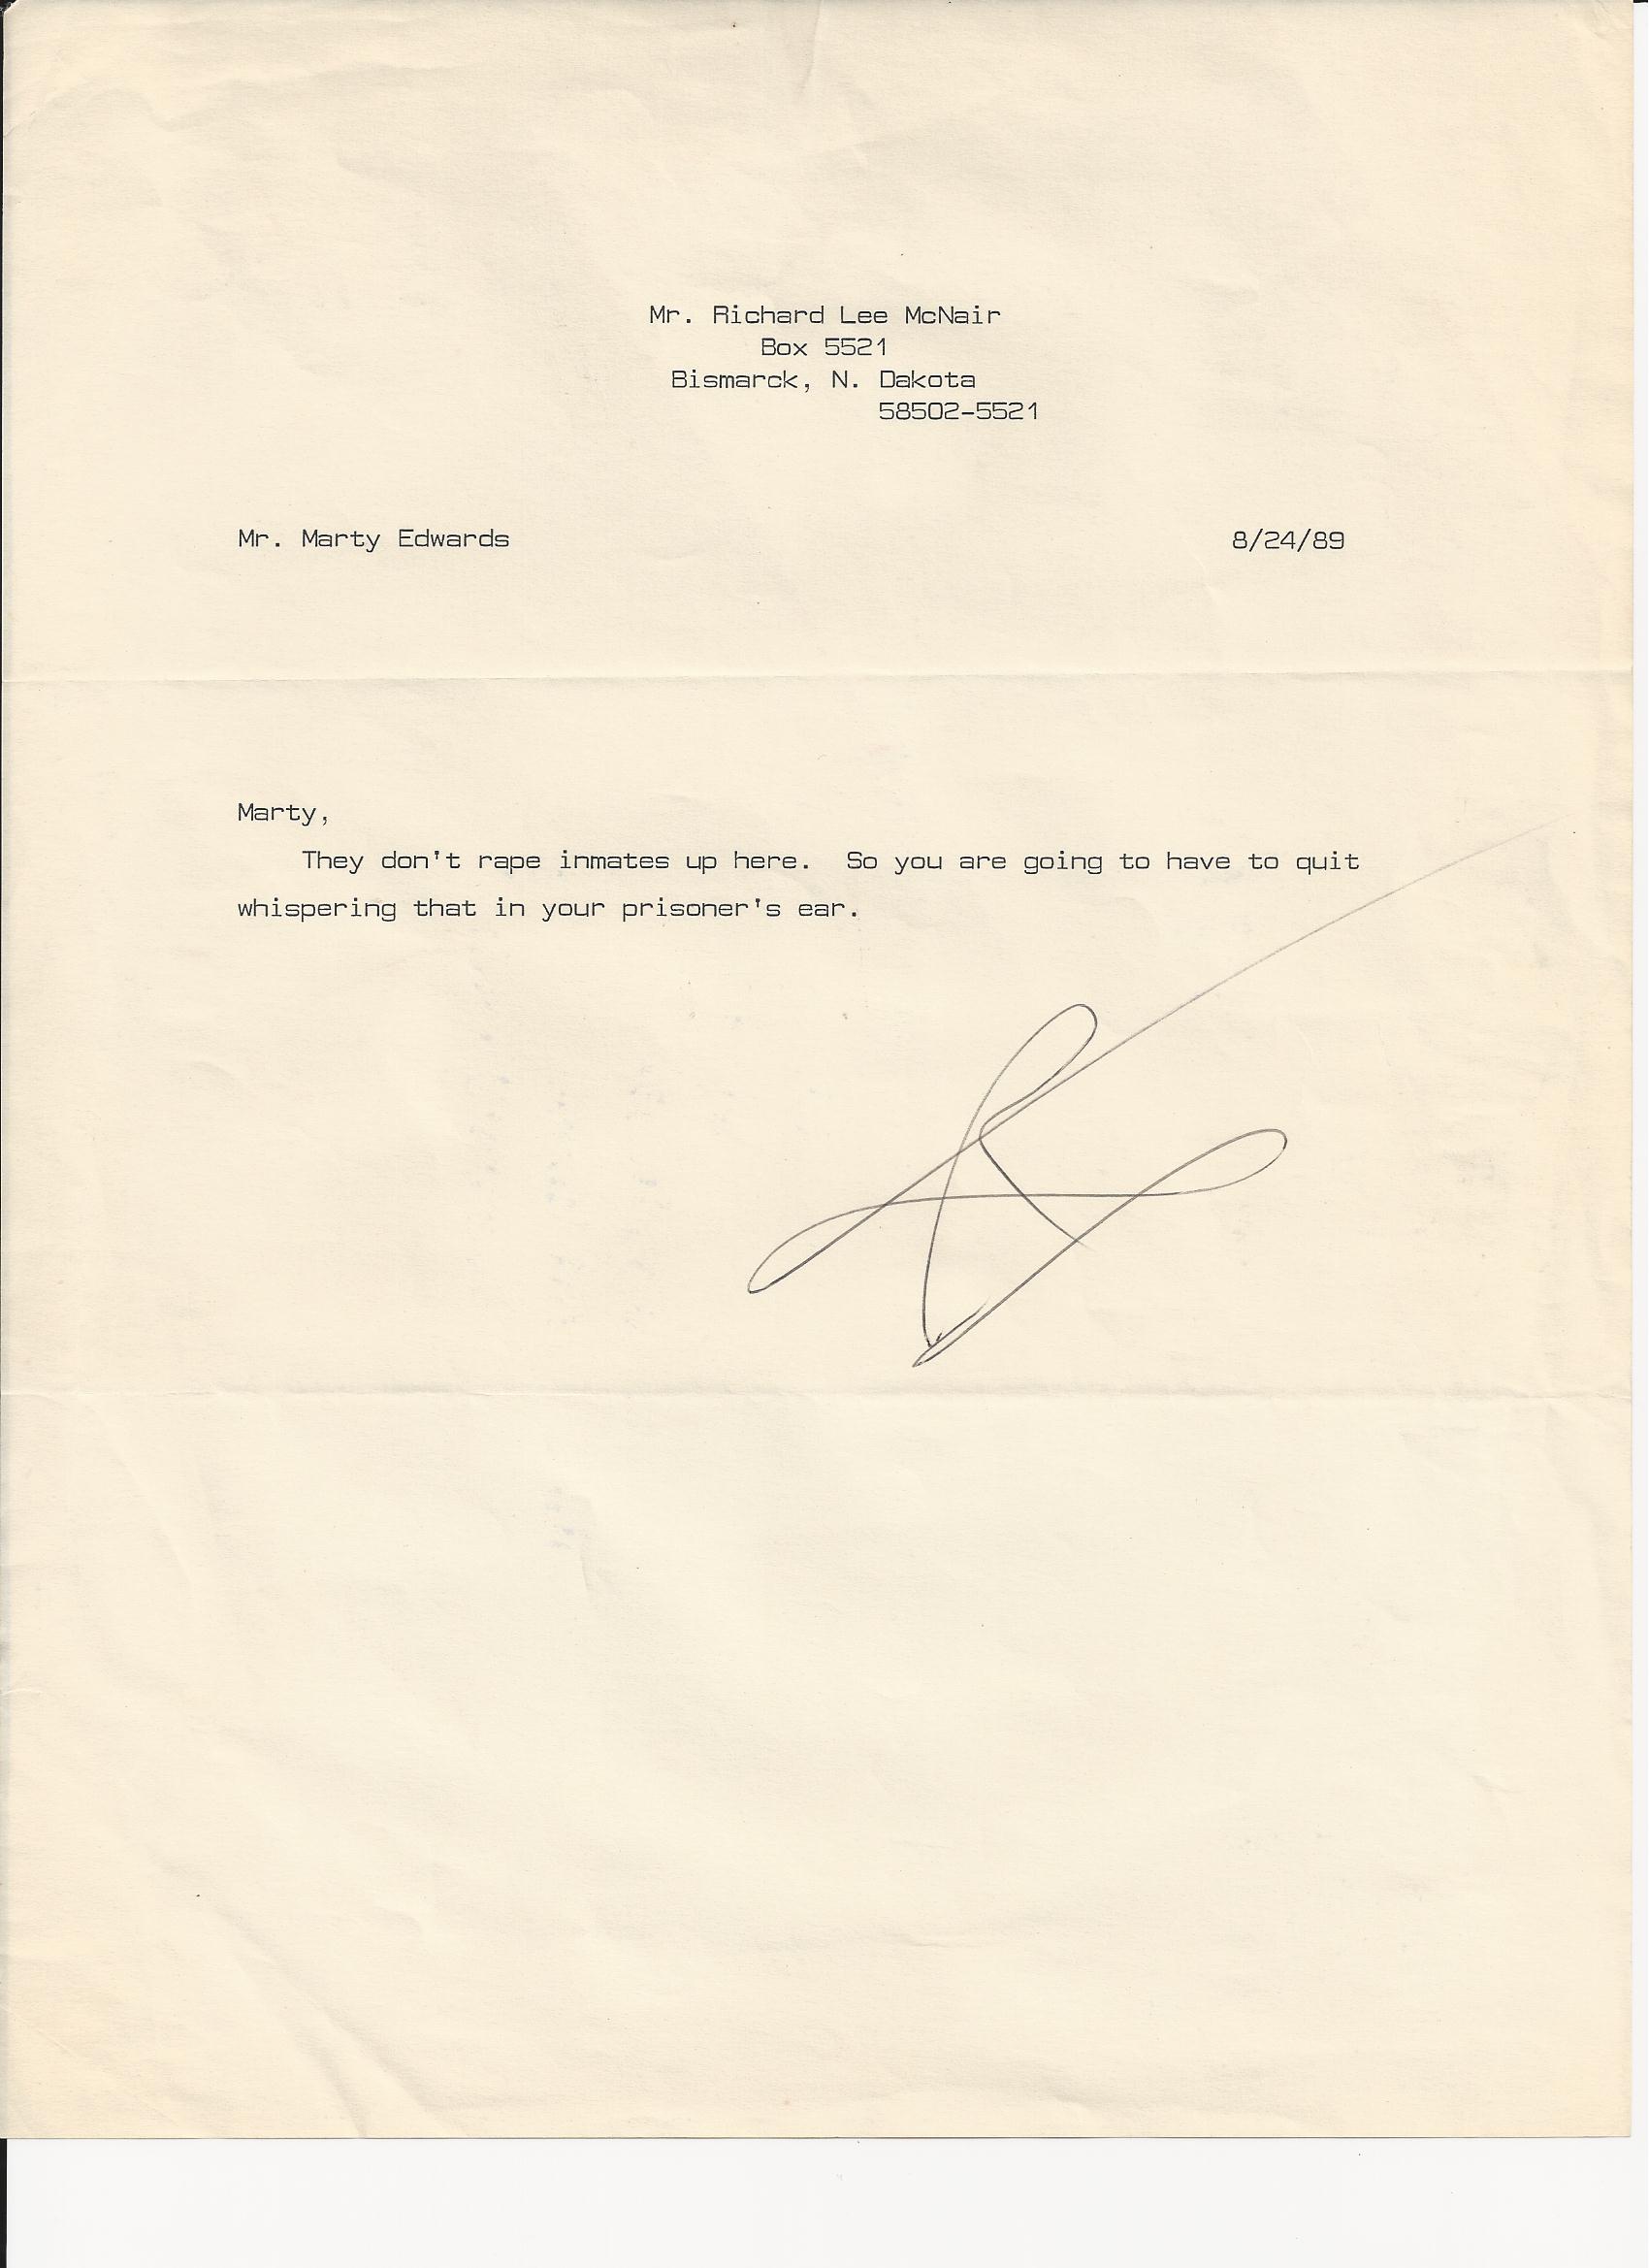 Mr. Richard Lee McNair
Box 5521
Bismarck, N. Dakota
58502-5521
Mr. Marty Edwards 8/24/89
Marty,
They don't rape inmates up here. So you are going to have to quit
whispering that in your prisoner's ear.